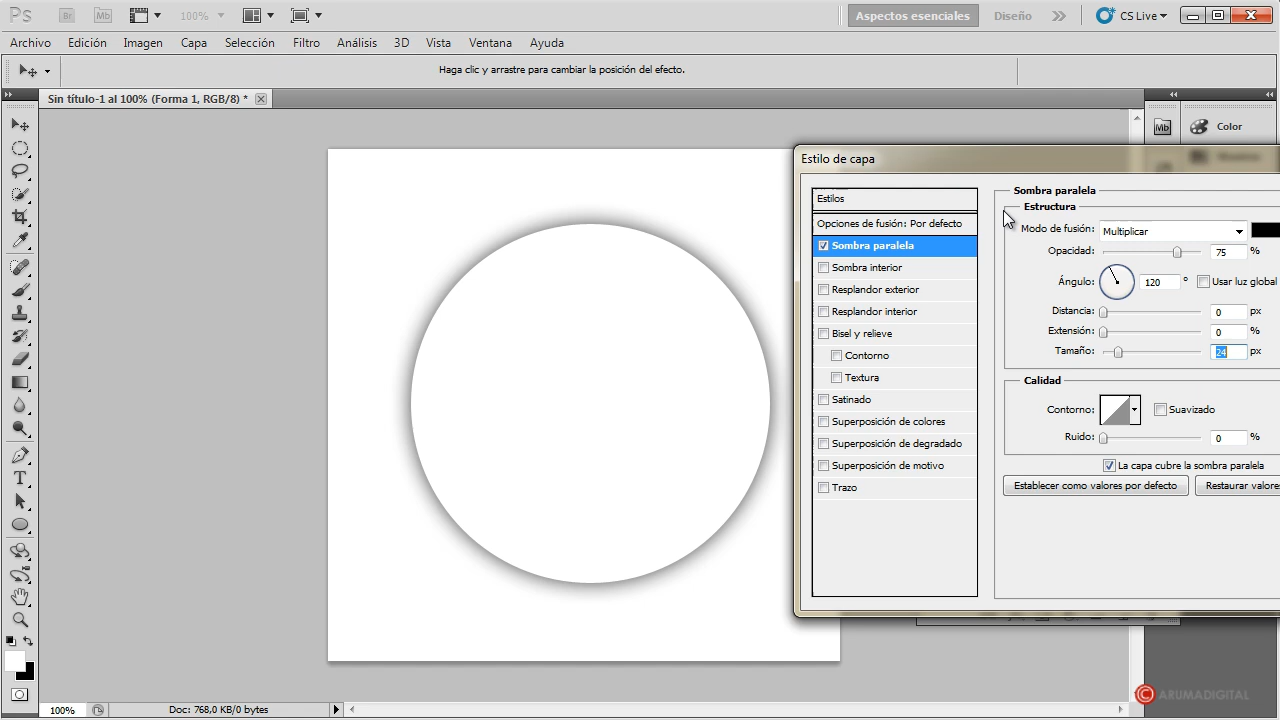 Ps Br Mb 100% Aspectos esenciales Diseño CS Live
Archivo Edición Imagen Capa Selección Filtro Análisis 3D Vista Ventana Ayuda
Haga clic y arrastre para cambiar la posición del efecto.
Sin título-1 al 100% (Forma 1, RGB/8) *
Mb Color
Estilo de capa
Estilos
Opciones de fusión: Por defecto
Sombra paralela
Sombra interior
Resplandor exterior
Resplandor interior
Bisel y relieve
Contorno
Textura
Satinado
Superposición de colores
Superposición de degradado
Superposición de motivo
Trazo
Sombra paralela
Estructura
Modo de fusión: Multiplicar
Opacidad: 75 %
Ángulo: 120 ° Usar luz global
Distancia: 0 px
Extensión: 0 %
Tamaño: 24 px
Calidad
Contorno: Suavizado
Ruido: 0 %
La capa cubre la sombra paralela
Establecer como valores por defecto Restaurar valores
T
100% Doc: 768,0 KB/0 bytes
© ARUMADIGITAL